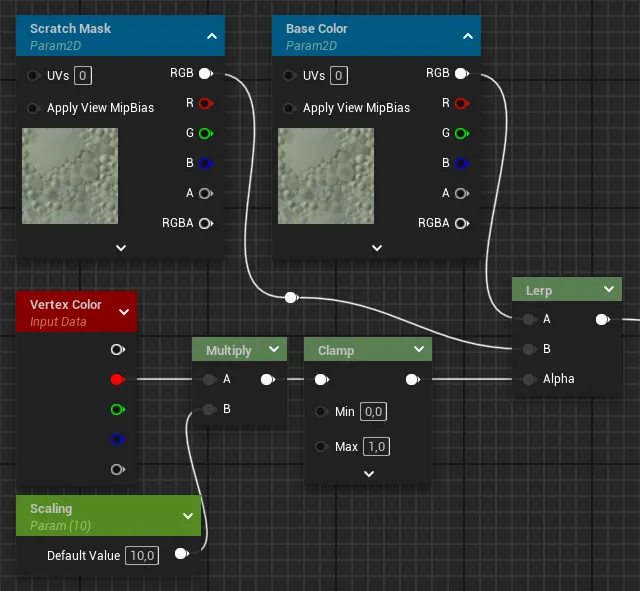 Scratch Mask
Param2D
UVs 0
RGB
Apply View MipBias
R
G
B
A
RGBA
Base Color
Param2D
UVs 0
RGB
Apply View MipBias
R
G
B
A
RGBA
Vertex Color
Input Data
Multiply
A
B
Clamp
Min 0,0
Max 1,0
Lerp
A
B
Alpha
Scaling
Param (10)
Default Value 10,0